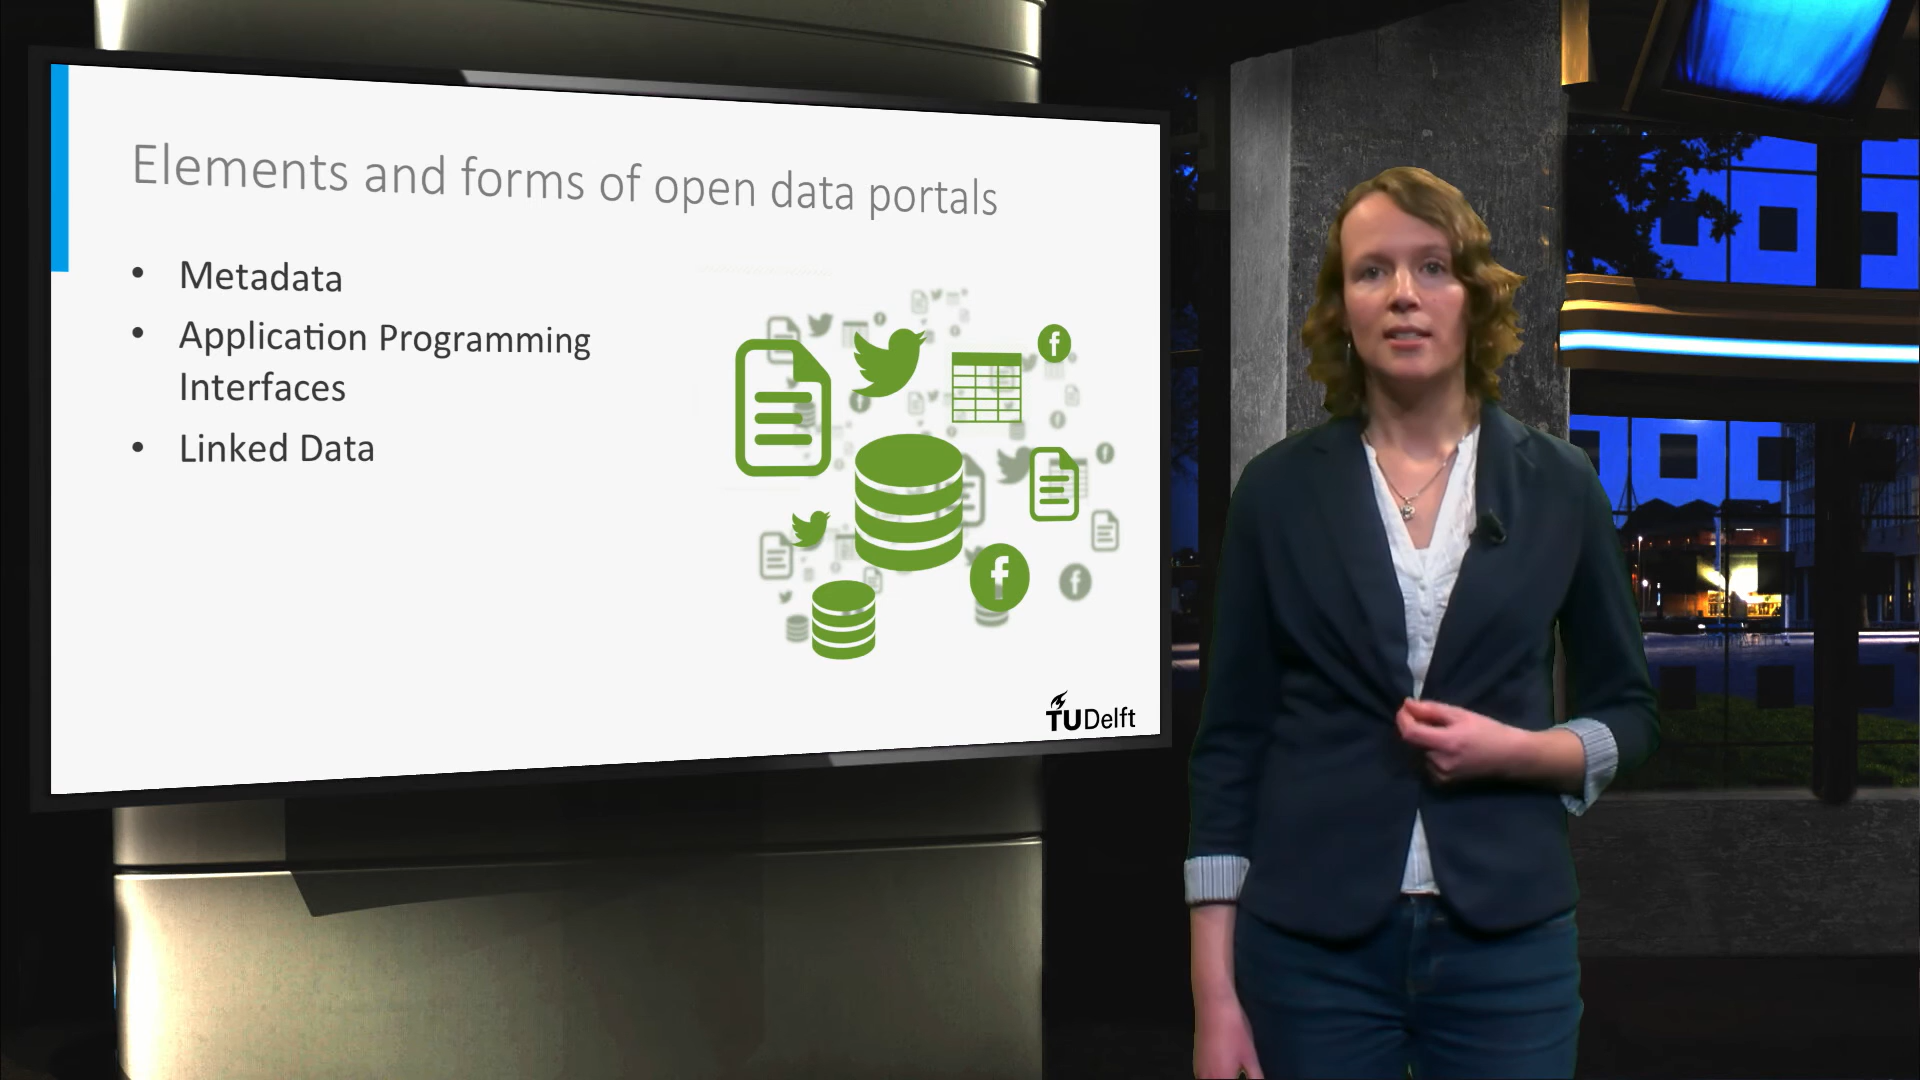 Elements and forms of open data portals
• Metadata
• Application Programming
Interfaces
• Linked Data
TUDelft